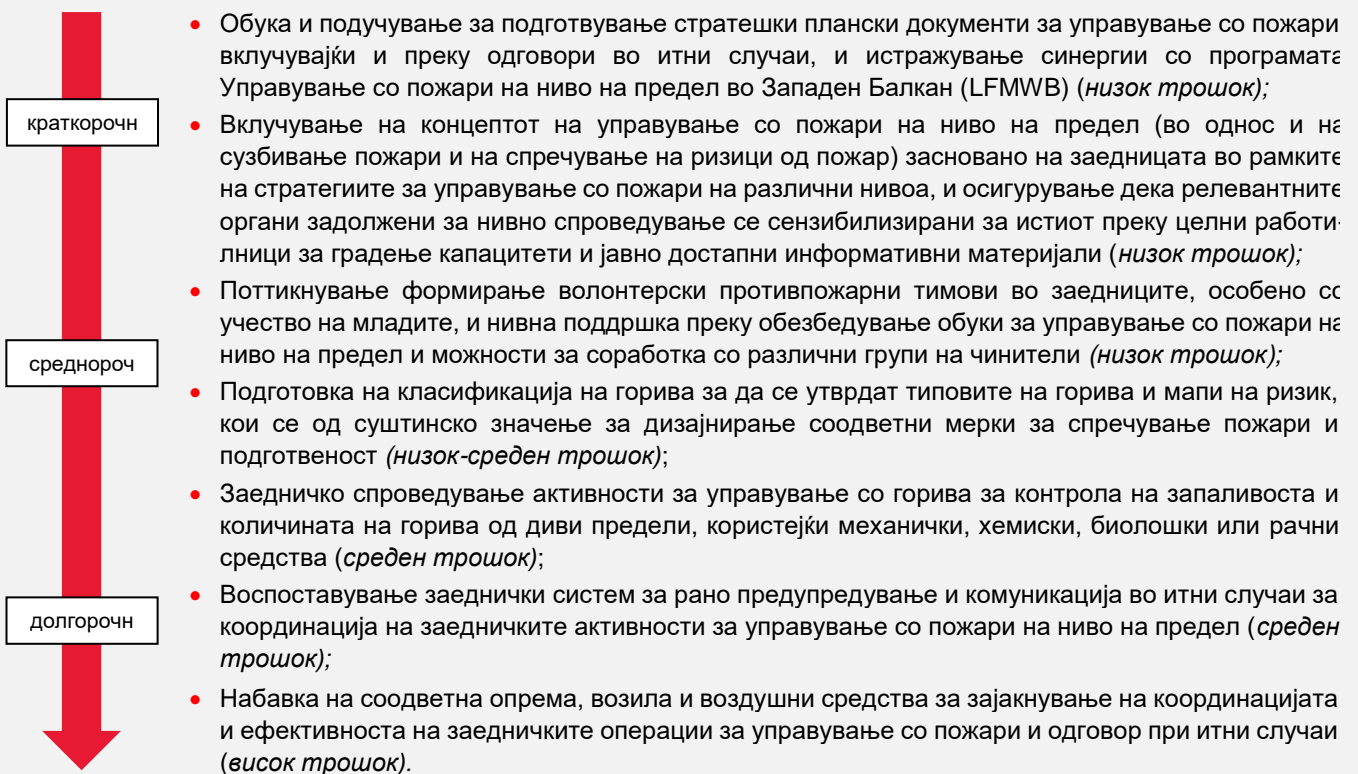 • Обука и подучување за подготвување стратешки плански документи за управување со пожари
вклучувајќи и преку одговори во итни случаи, и истражување синергии со програмата
Управување со пожари на ниво на предел во Западен Балкан (LFMWB) (низок трошок);
краткорочн
• Вклучување на концептот на управување со пожари на ниво на предел (во однос и на
сузбивање пожари и на спречување на ризици од пожар) засновано на заедницата во рамките
на стратегиите за управување со пожари на различни нивоа, и осигурување дека релевантните
органи задолжени за нивно спроведување се сензибилизирани за истиот преку целни работи-
лници за градење капацитети и јавно достапни информативни материјали (низок трошок);
• Поттикнување формирање волонтерски противпожарни тимови во заедниците, особено со
учество на младите, и нивна поддршка преку обезбедување обуки за управување со пожари на
ниво на предел и можности за соработка со различни групи на чинители (низок трошок);
среднороч
• Подготовка на класификација на горива за да се утврдат типовите на горива и мапи на ризик,
кои се од суштинско значење за дизајнирање соодветни мерки за спречување пожари и
подготвеност (низок-среден трошок);
• Заедничко спроведување активности за управување со горива за контрола на запаливоста и
количината на горива од диви предели, користејќи механички, хемиски, биолошки или рачни
средства (среден трошок);
• Воспоставување заеднички систем за рано предупредување и комуникација во итни случаи за
долгорочн
координација на заедничките активности за управување со пожари на ниво на предел (среден
трошок);
• Набавка на соодветна опрема, возила и воздушни средства за зајакнување на координацијата
и ефективноста на заедничките операции за управување со пожари и одговор при итни случаи
(висок трошок).